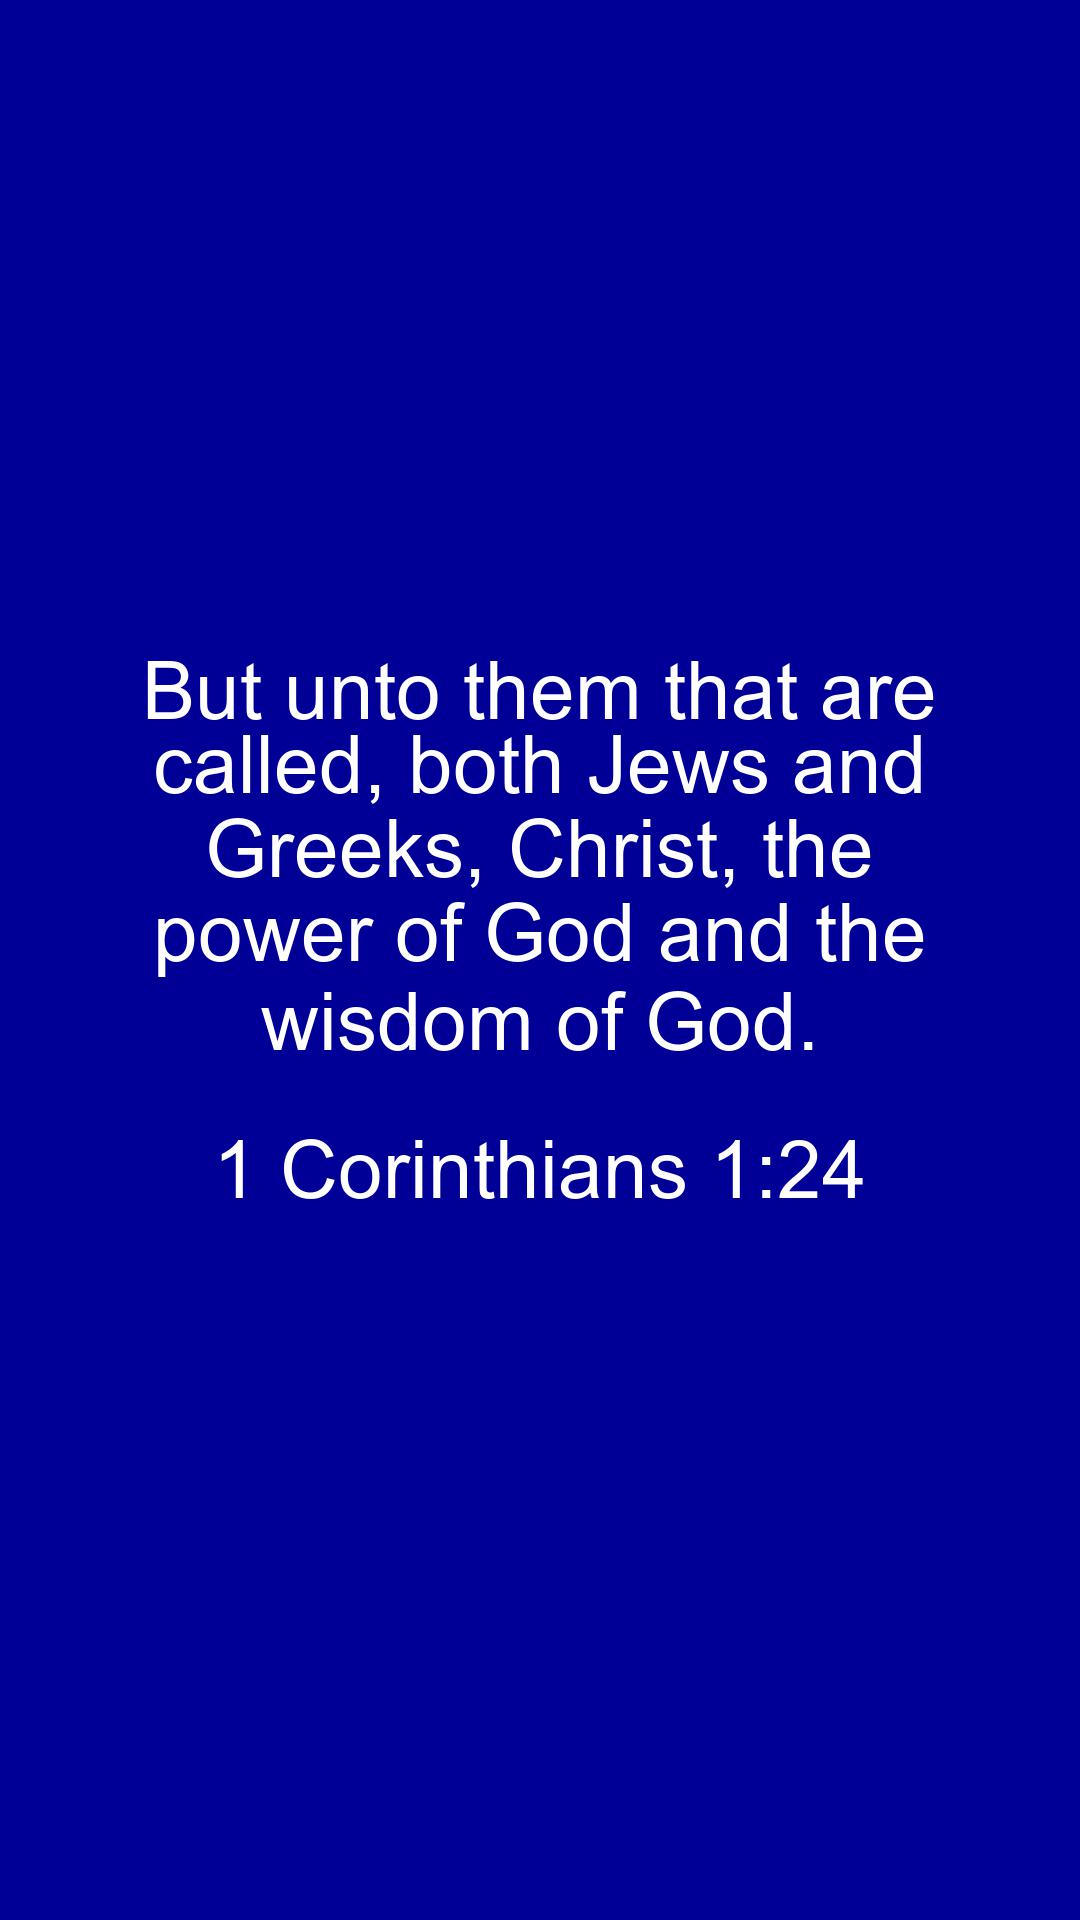 But unto them that are
called, both Jews and
Greeks, Christ, the
power of God and the
wisdom of God.
1 Corinthians 1:24